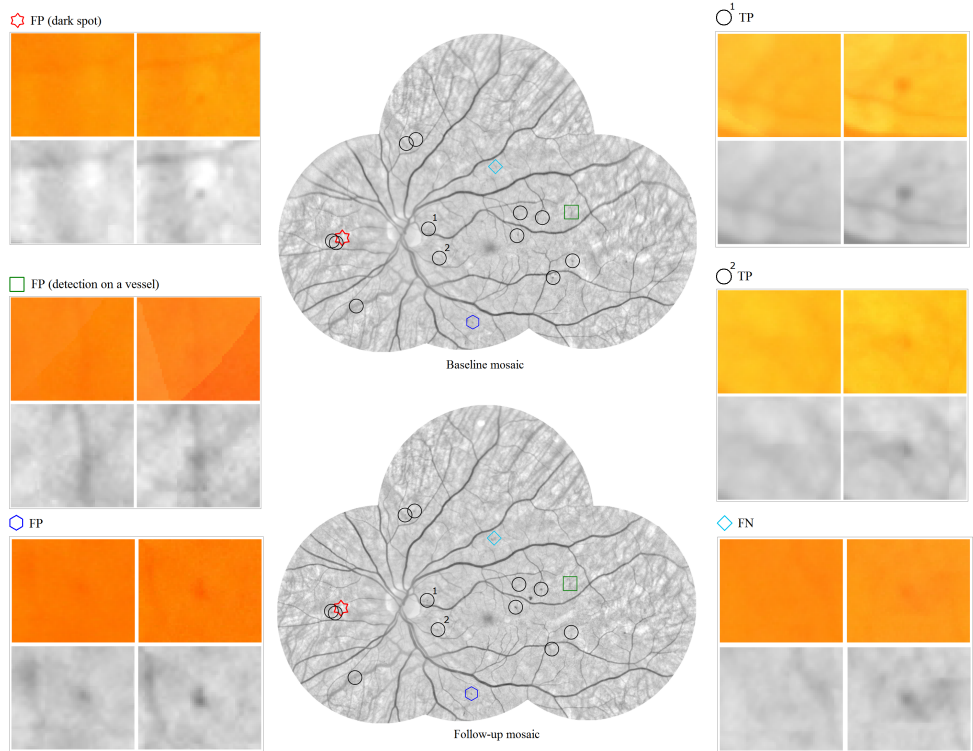 FP (dark spot)
1
TP
1
2
FP (detection on a vessel)
2
TP
Baseline mosaic
1
2
FP
FN
Follow-up mosaic